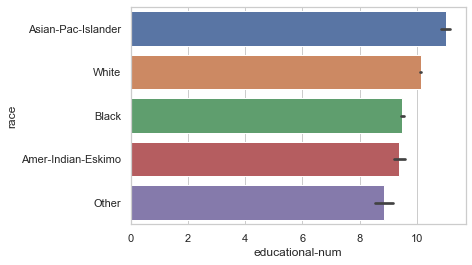 Asian-Pac-Islander
White
Black
Amer-Indian-Eskimo
Other
race
0 2 4 6 8 10
educational-num